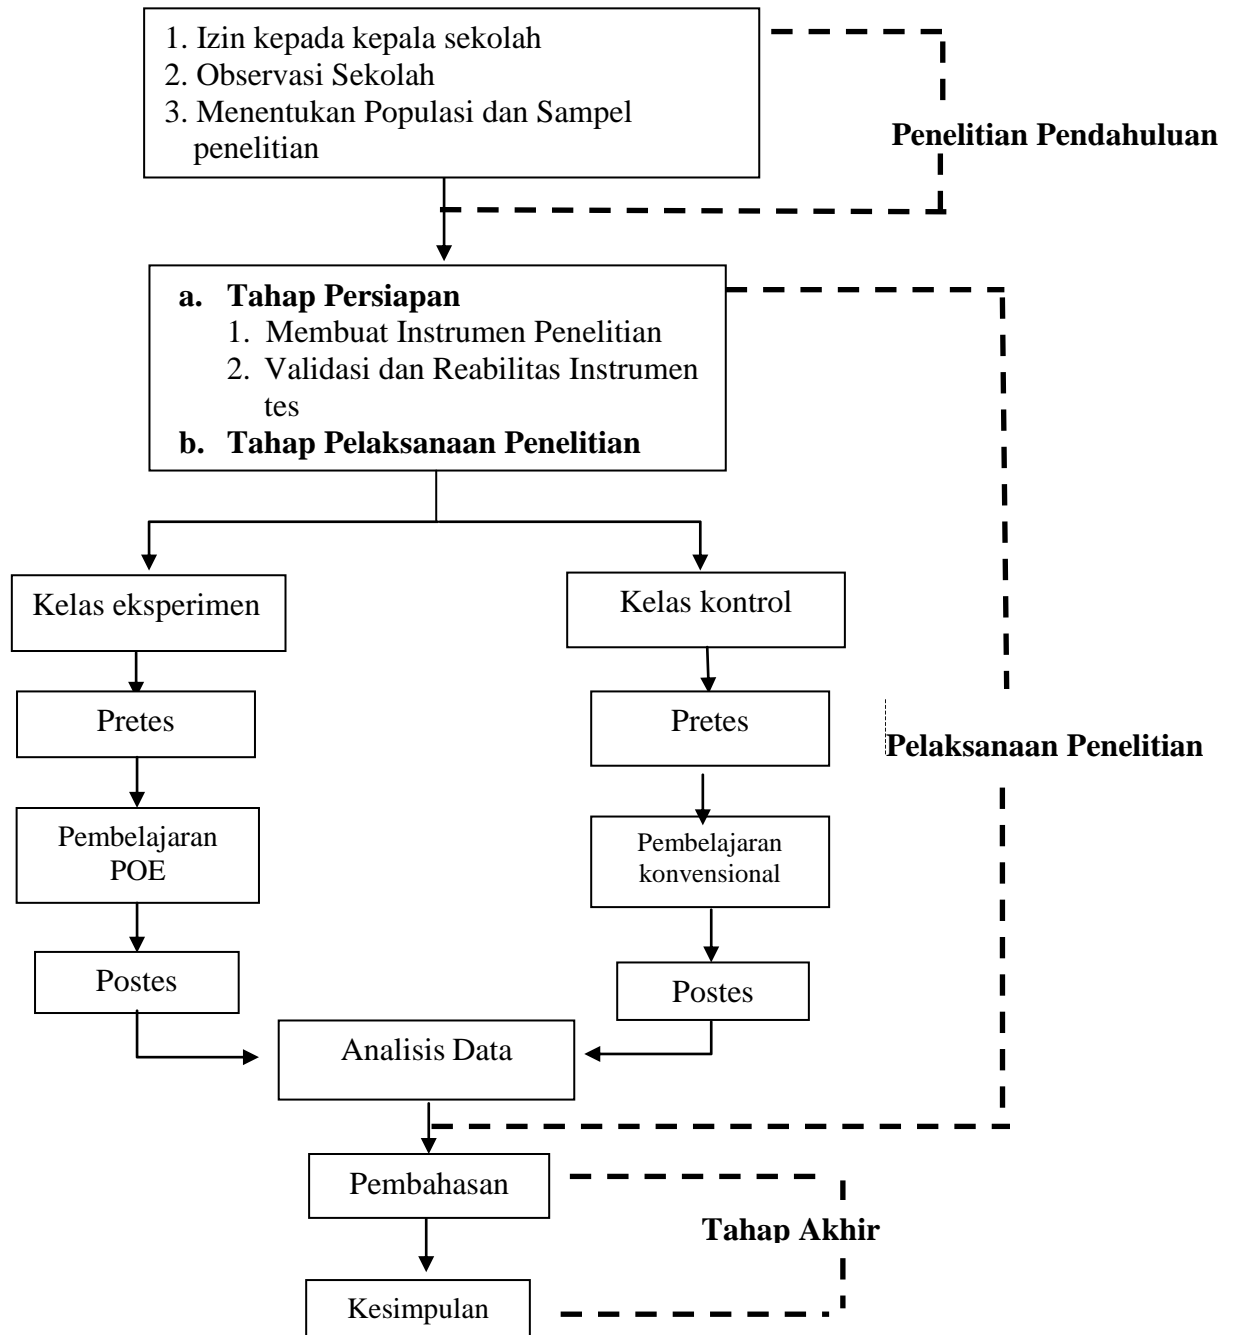 1. Izin kepada kepala sekolah
2. Observasi Sekolah
3. Menentukan Populasi dan Sampel
penelitian
Penelitian Pendahuluan
a. Tahap Persiapan
1. Membuat Instrumen Penelitian
2. Validasi dan Reabilitas Instrumen
tes
b. Tahap Pelaksanaan Penelitian
Kelas eksperimen
Kelas kontrol
Pretes
Pretes
Pelaksanaan Penelitian
Pembelajaran
POE
Pembelajaran
konvensional
Postes
Postes
Analisis Data
Pembahasan
Tahap Akhir
Kesimpulan